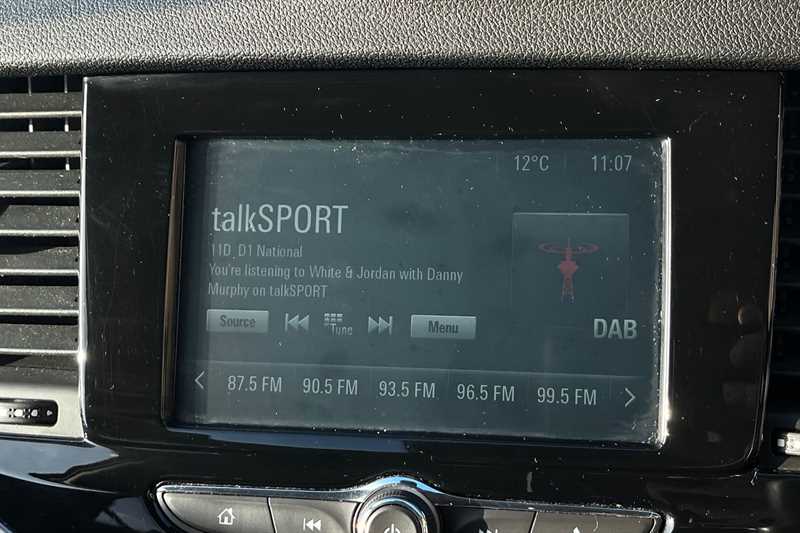 12°C 11:07
talkSPORT
11D_D1 National
You're listening to White & Jordan with Danny
Murphy on talkSPORT
Source Tune Menu
DAB
87.5 FM 90.5 FM 93.5 FM 96.5 FM 99.5 FM